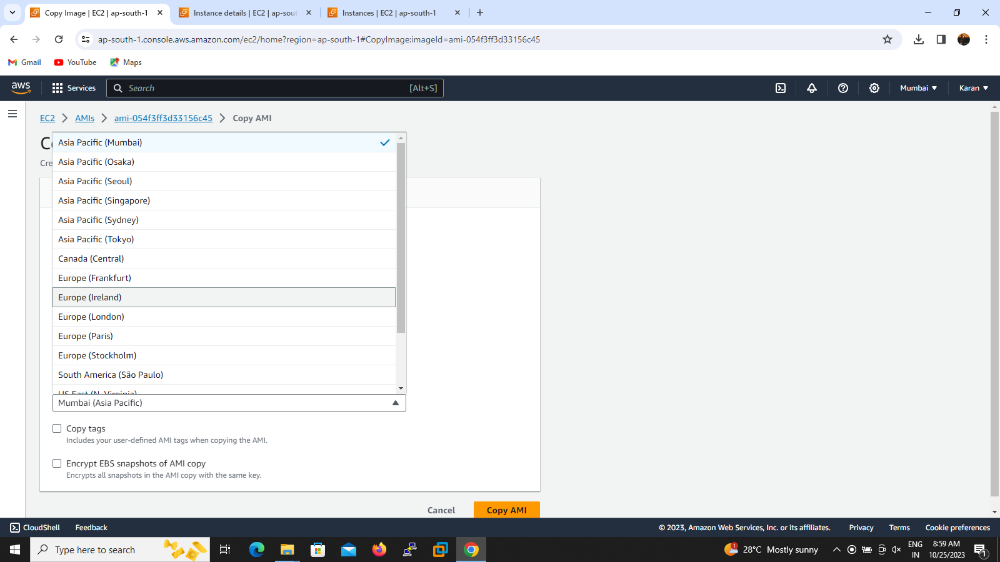 Copy Image | EC2 | ap-south-1
Instance details | EC2 | ap-sout
Instances | EC2 | ap-south-1
ap-south-1.console.aws.amazon.com/ec2/home?region=ap-south-1#CopyImage:imageId=ami-054f3ff3d33156c45
Gmail
YouTube
Maps
aws
Services
Search
[Alt+S]
Mumbai
Karan
EC2
AMIs
ami-054f3ff3d33156c45
Copy AMI
Asia Pacific (Mumbai)
Asia Pacific (Osaka)
Asia Pacific (Seoul)
Asia Pacific (Singapore)
Asia Pacific (Sydney)
Asia Pacific (Tokyo)
Canada (Central)
Europe (Frankfurt)
Europe (Ireland)
Europe (London)
Europe (Paris)
Europe (Stockholm)
South America (São Paulo)
US East (N. Virginia)
Mumbai (Asia Pacific)
Copy tags
Includes your user-defined AMI tags when copying the AMI.
Encrypt EBS snapshots of AMI copy
Encrypts all snapshots in the AMI copy with the same key.
Cancel
Copy AMI
CloudShell
Feedback
© 2023, Amazon Web Services, Inc. or its affiliates.
Privacy
Terms
Cookie preferences
Type here to search
1
28°C Mostly sunny
ENG
IN
8:59 AM
10/25/2023
1